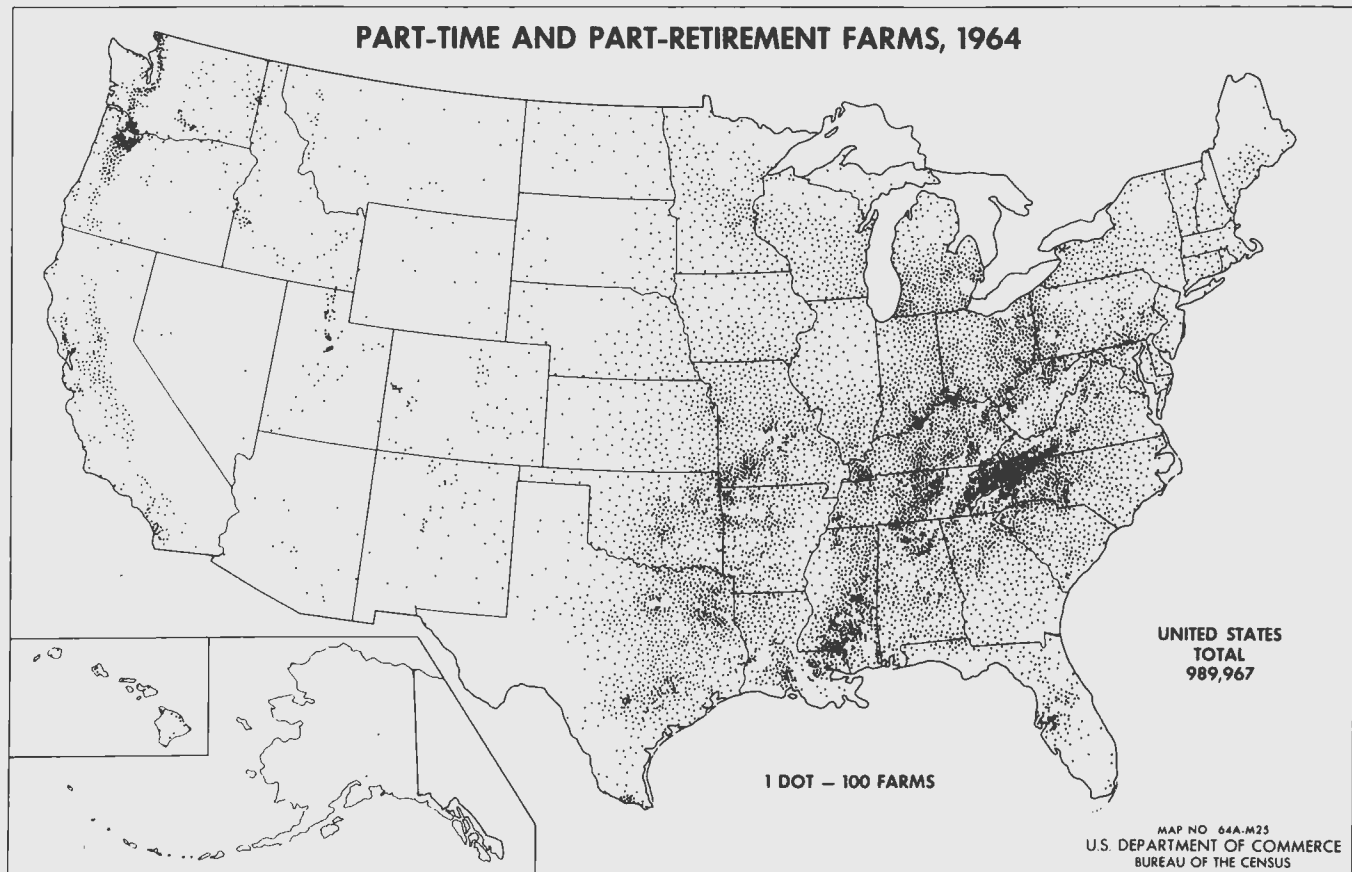 PART-TIME AND PART-RETIREMENT FARMS, 1964
UNITED STATES
TOTAL
989,967
1 DOT – 100 FARMS
MAP NO 64A-M25
U.S. DEPARTMENT OF COMMERCE
BUREAU OF THE CENSUS